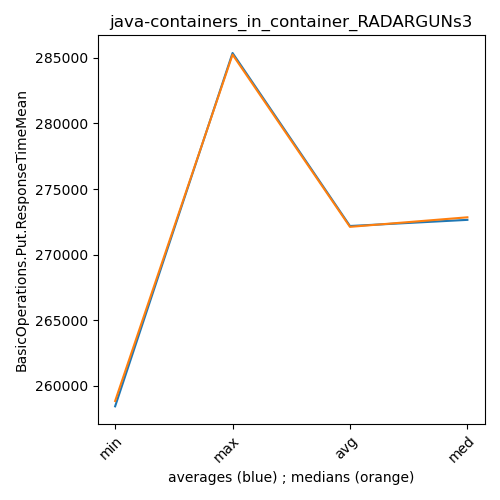 java-containers_in_container_RADARGUNs3
285000
280000
275000
270000
265000
260000
BasicOperations.Put.ResponseTimeMean
min
max
avg
med
averages (blue) ; medians (orange)